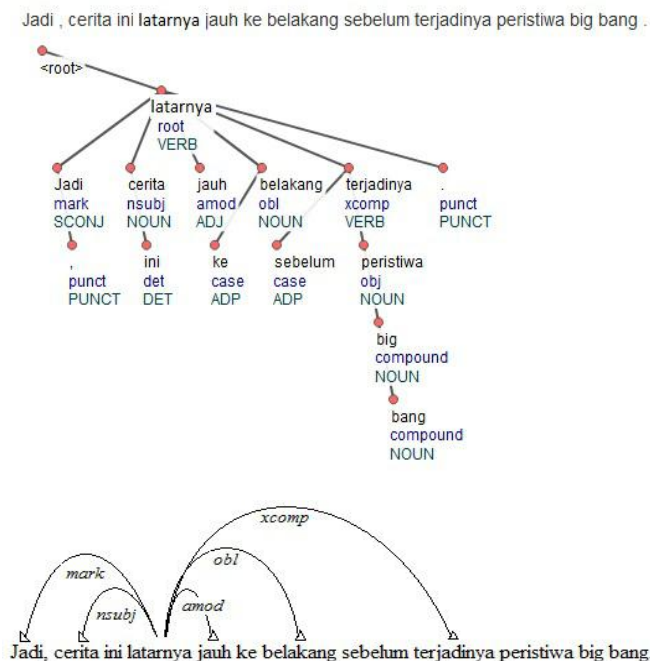 Jadi , cerita ini latarnya jauh ke belakang sebelum terjadinya peristiwa big bang .
<root>
latarnya
root
VERB
Jadi cerita jauh belakang terjadinya .
mark nsubj amod obl xcomp punct
SCONJ NOUN ADJ NOUN VERB PUNCT
, ini ke sebelum peristiwa
punct det case case obj
PUNCT DET ADP ADP NOUN
big
compound
NOUN
bang
compound
NOUN
xcomp
obl
mark
amod
nsubj
Jadi, cerita ini latarnya jauh ke belakang sebelum terjadinya peristiwa big bang